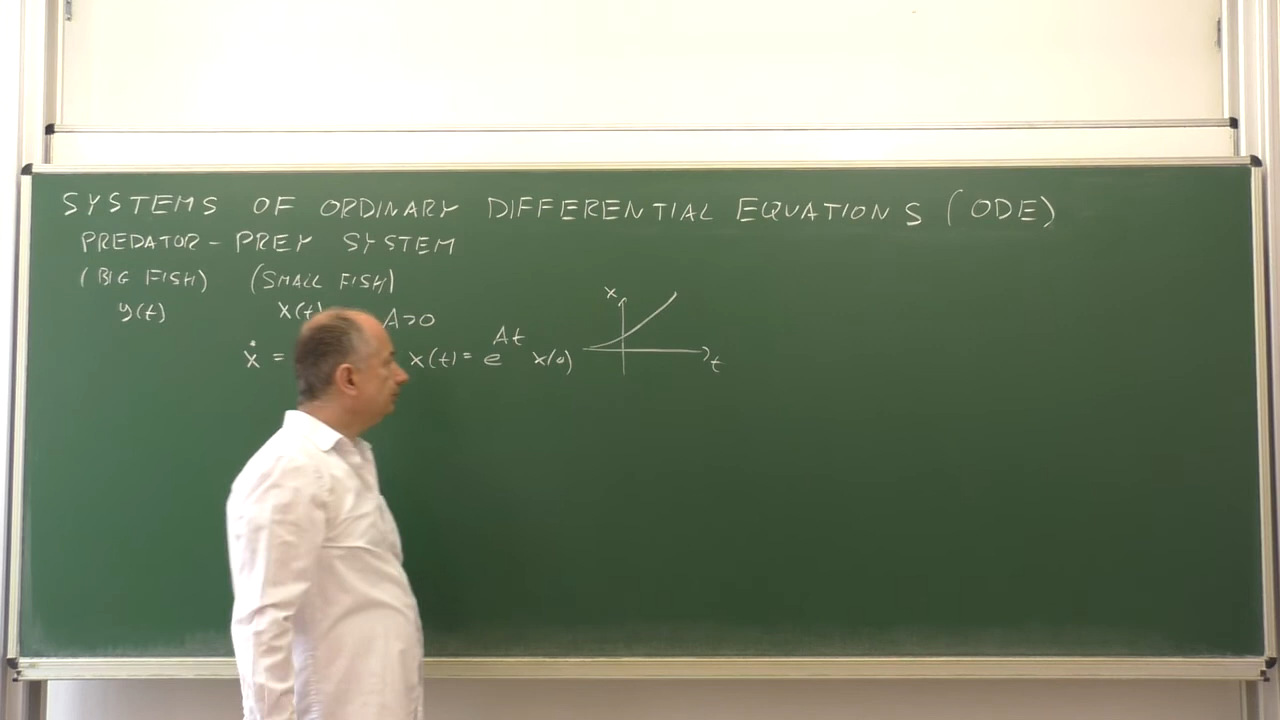 SYSTEMS OF ORDINARY DIFFERENTIAL EQUATIONS (ODE)
PREDATOR - PREY SYSTEM
(BIG FISH) (SMALL FISH)
y(t) x(t) A>0
ẋ = x(t) = e^{At} x(0)
x
t